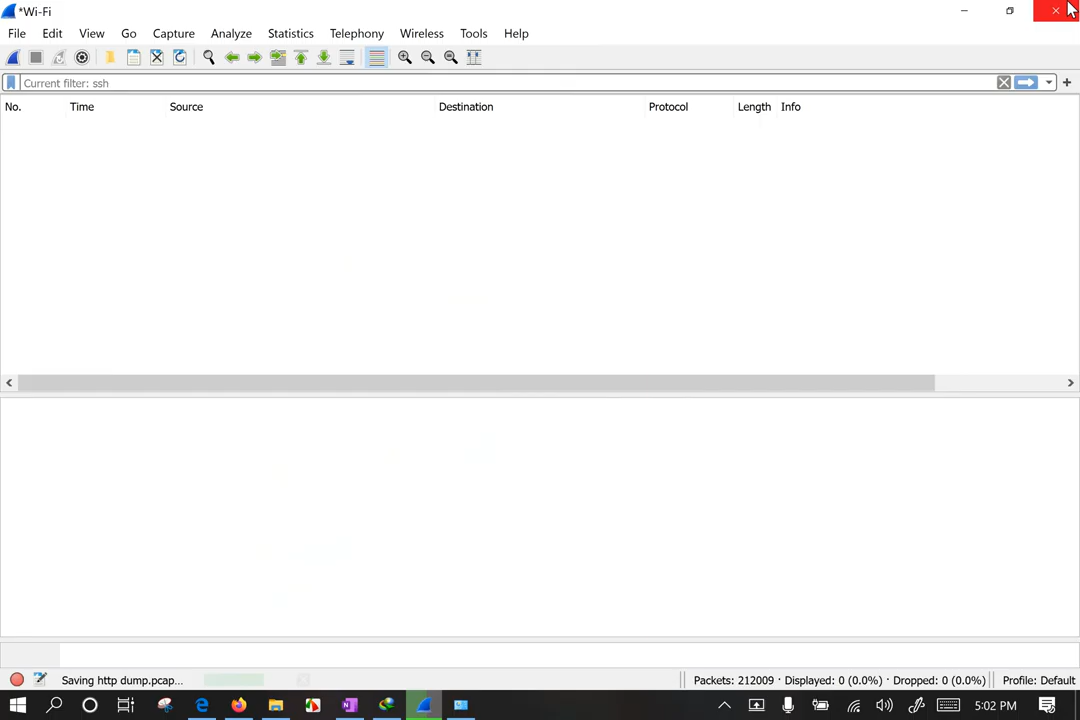 *Wi-Fi
File Edit View Go Capture Analyze Statistics Telephony Wireless Tools Help
Current filter: ssh
No. Time Source Destination Protocol Length Info
Saving http dump.pcap... Packets: 212009 · Displayed: 0 (0.0%) · Dropped: 0 (0.0%) Profile: Default
5:02 PM